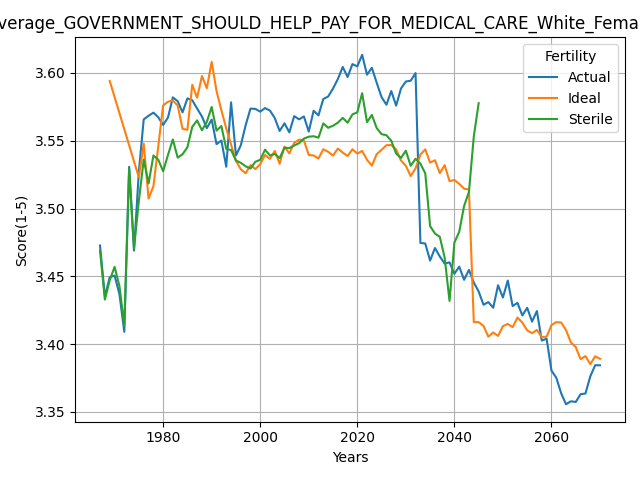 verage_GOVERNMENT_SHOULD_HELP_PAY_FOR_MEDICAL_CARE_White_Fema
Fertility
Actual
Ideal
Sterile
Score(1-5)
3.60
3.55
3.50
3.45
3.40
3.35
1980 2000 2020 2040 2060
Years